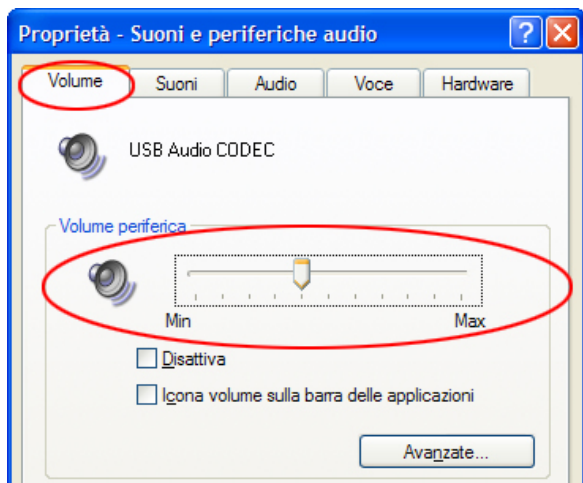 Proprietà - Suoni e periferiche audio
Volume Suoni Audio Voce Hardware
USB Audio CODEC
Volume periferica
Min Max
Disattiva
Icona volume sulla barra delle applicazioni
Avanzate...